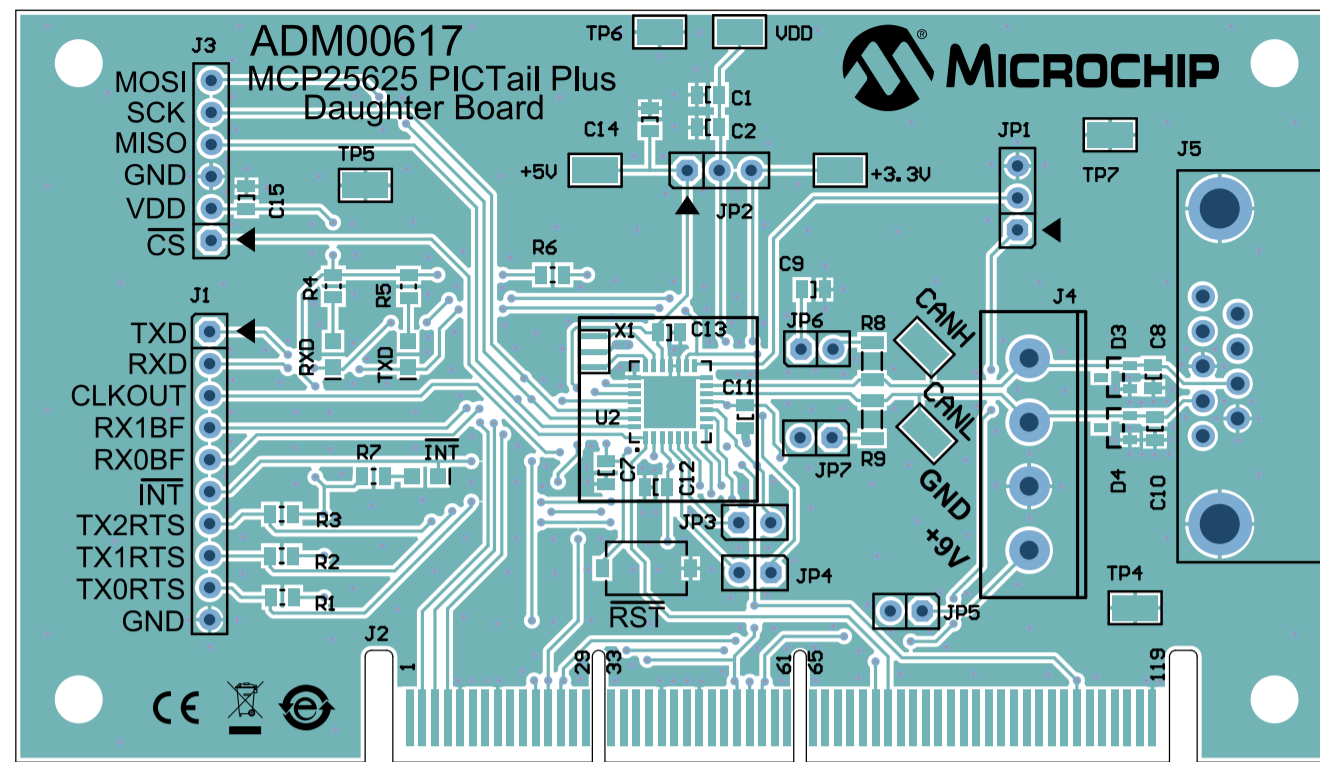 J3
ADM00617
MCP25625 PICTail Plus
Daughter Board
TP6
VDD
MICROCHIP
®
MOSI
SCK
MISO
GND
VDD
CS
C15
TP5
C14
C1
C2
+5V
+3.3V
JP2
JP1
TP7
J5
R6
R4
R5
C9
J1
TXD
RXD
CLKOUT
RX1BF
RX0BF
INT
TX2RTS
TX1RTS
TX0RTS
GND
RXD
TXD
X1
C13
U2
C11
C7
C12
JP6
R8
CANH
J4
D3
C8
JP7
R9
CANL
GND
+9V
D4
C10
R7
INT
R3
R2
R1
JP3
JP4
RST
JP5
TP4
J2
1
29
33
61
65
119
CE
e